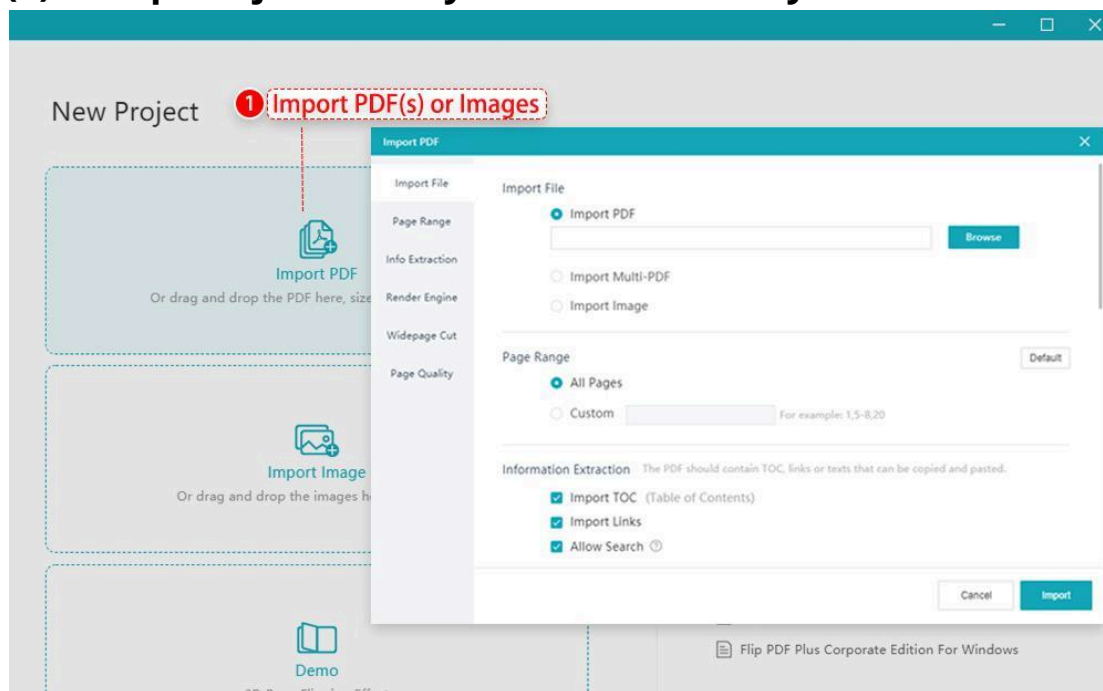 New Project
1 Import PDF(s) or Images
Import PDF
Or drag and drop the PDF here, size
Import Image
Or drag and drop the images
Demo
Import PDF
Import File
Page Range
Info Extraction
Render Engine
Widepage Cut
Page Quality
Import File
Import PDF
Browse
Import Multi-PDF
Import Image
Page Range
Default
All Pages
Custom
For example: 1,5-8,20
Information Extraction The PDF should contain TOC, links or texts that can be copied and pasted.
Import TOC (Table of Contents)
Import Links
Allow Search ?
Cancel
Import
Flip PDF Plus Corporate Edition For Windows